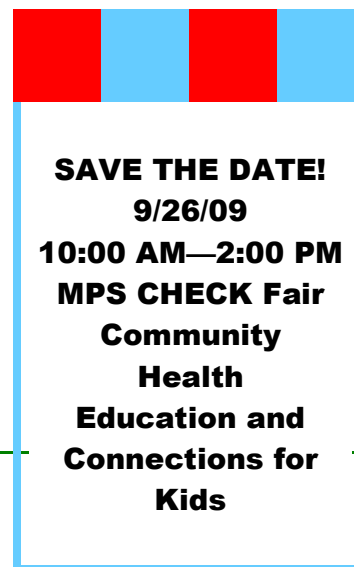 SAVE THE DATE!
9/26/09
10:00 AM—2:00 PM
MPS CHECK Fair
Community
Health
Education and
Connections for
Kids